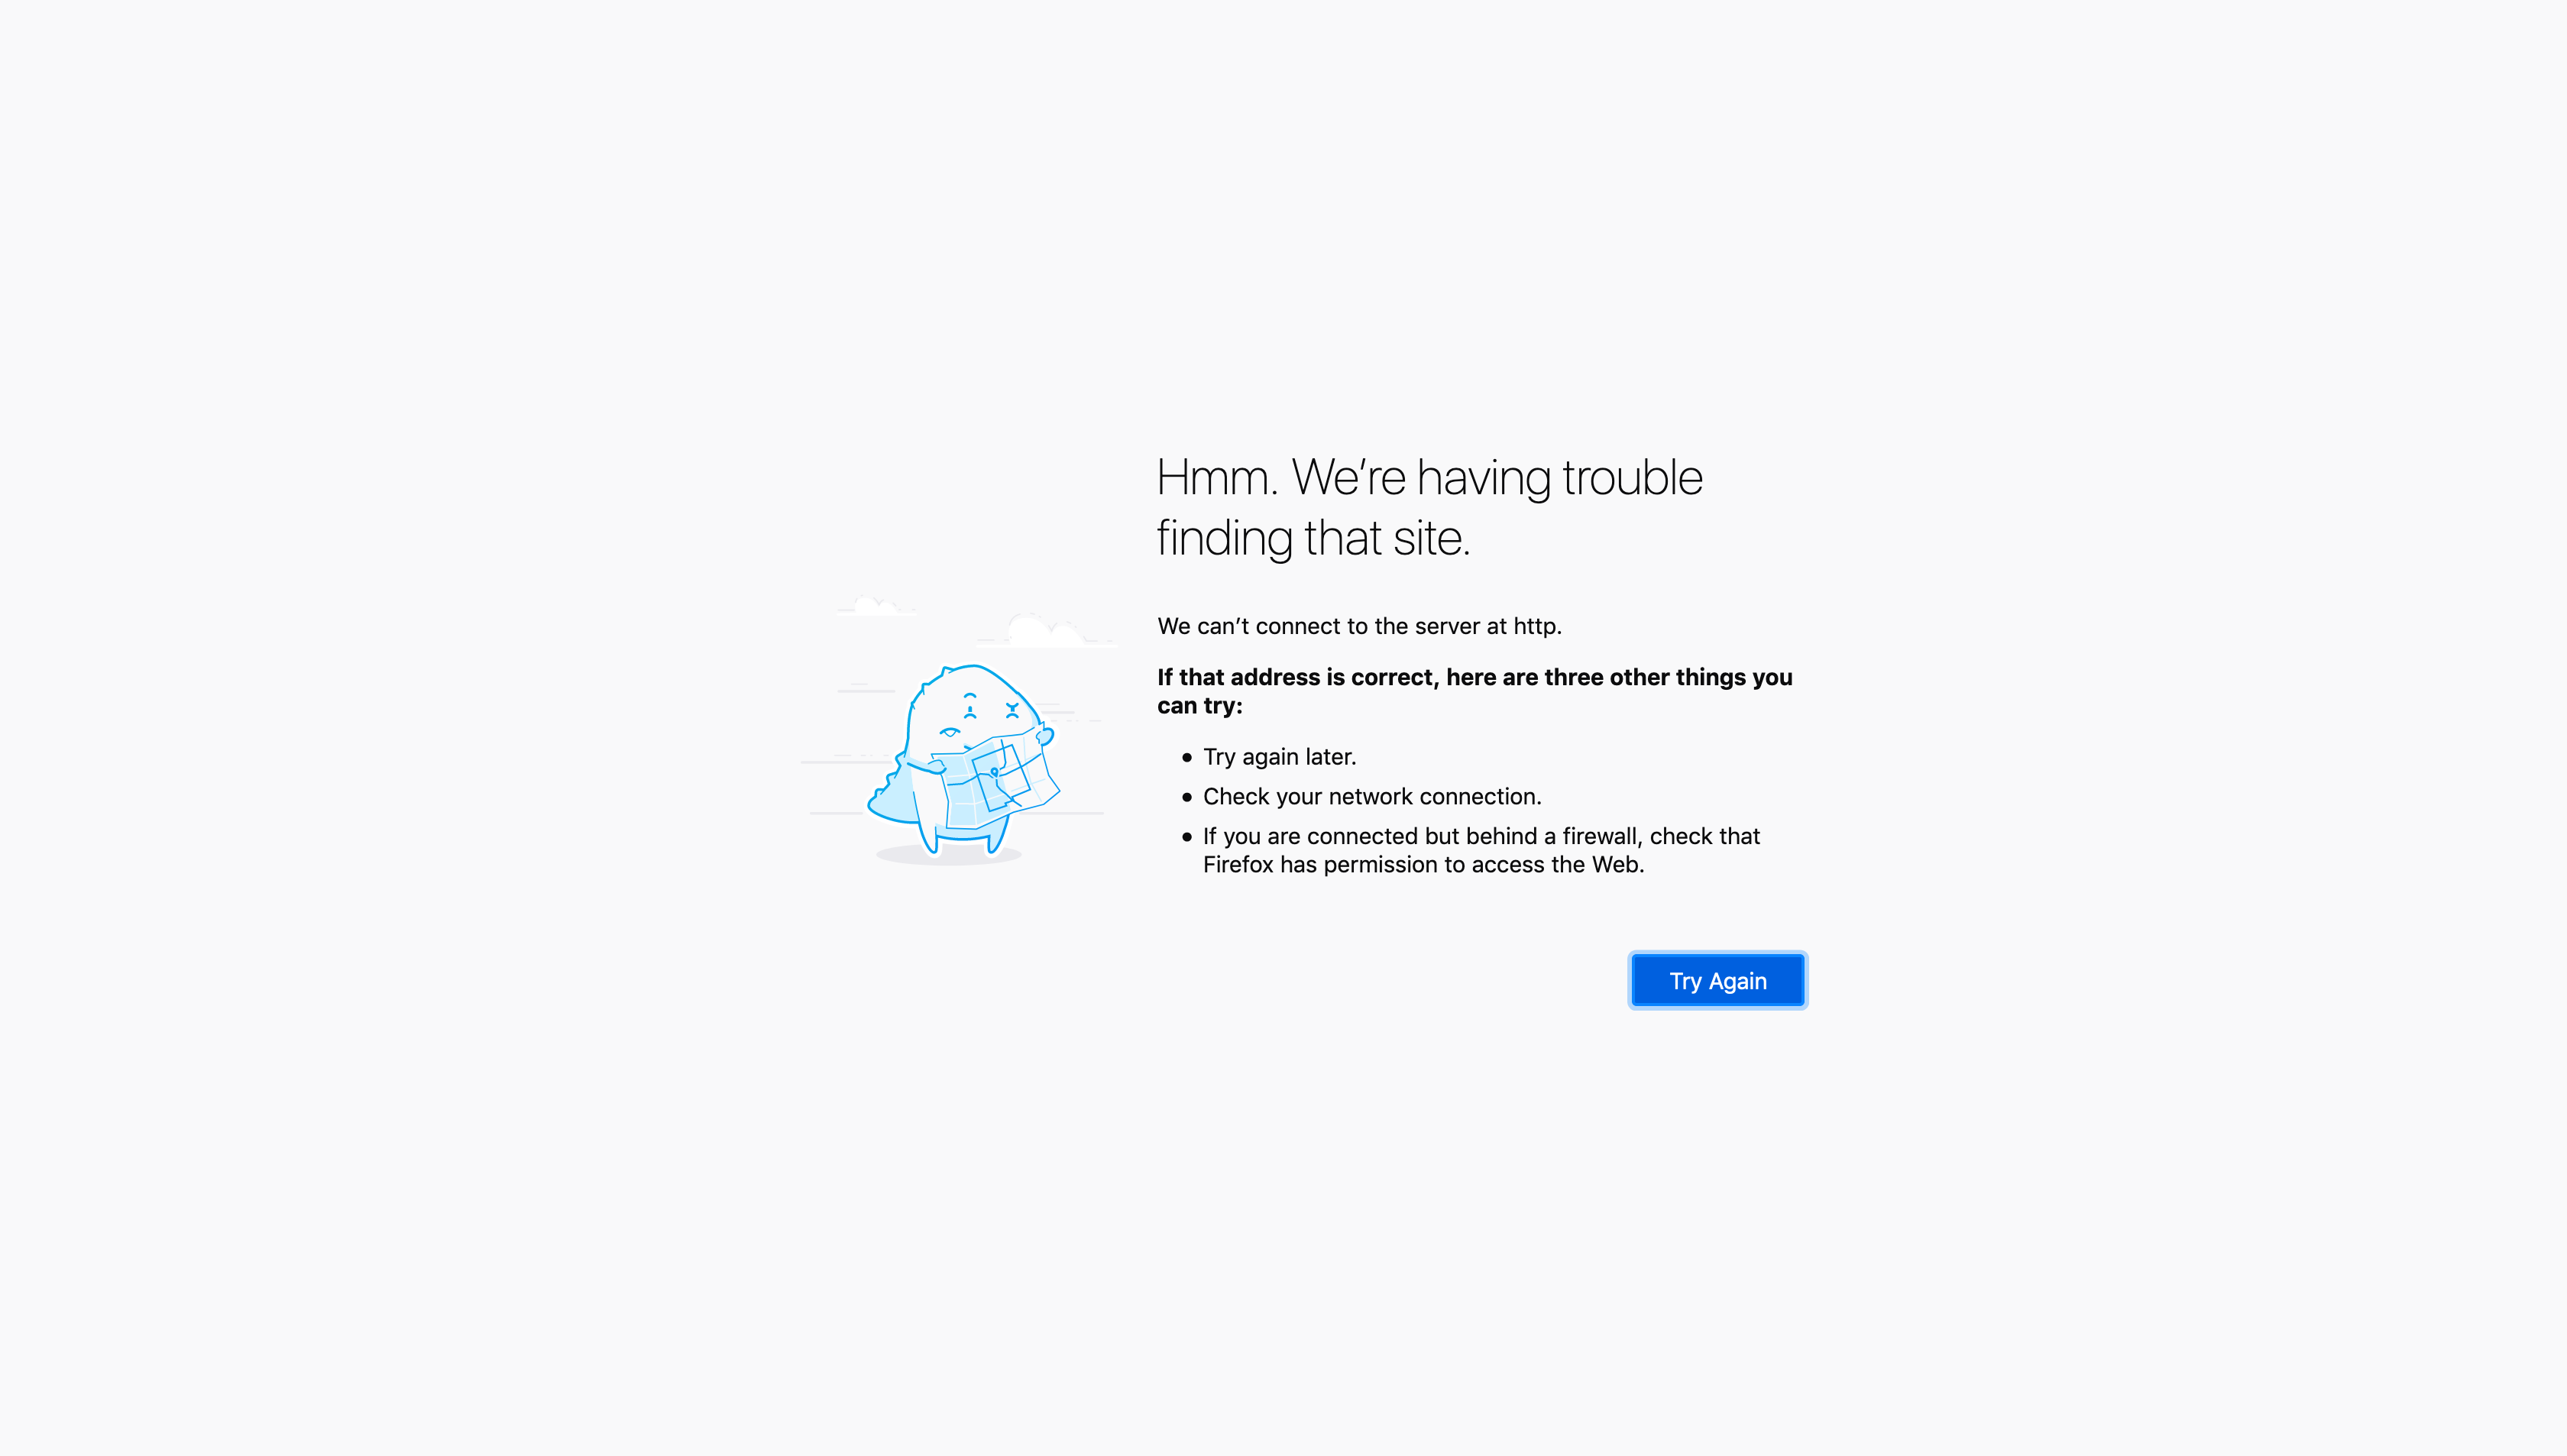 Hmm. We’re having trouble
finding that site.
We can’t connect to the server at http.
If that address is correct, here are three other things you
can try:
• Try again later.
• Check your network connection.
• If you are connected but behind a firewall, check that
Firefox has permission to access the Web.
Try Again